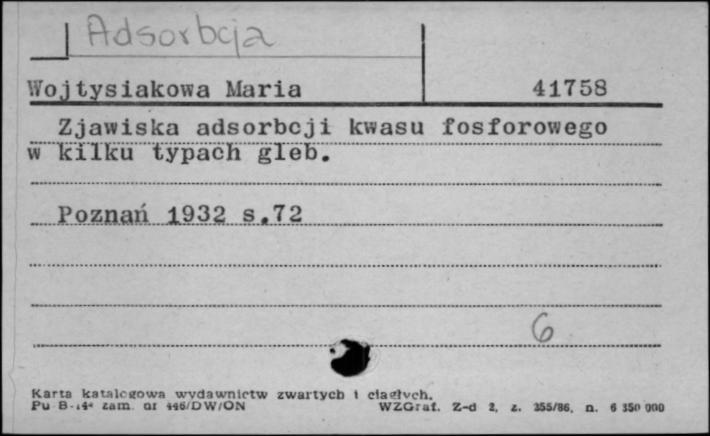 Adsorbcja
Wojtysiakowa Maria 41758
Zjawiska adsorbcji kwasu fosforowego
w kilku typach gleb.
Poznań 1932 s.72
6
Karta katalogowa wydawnictw zwartych i ciągłych.
Pu B- zam. nr 446/DW/ON WZGraf. Z-d 2, z. 355/86, n. 6 350 000